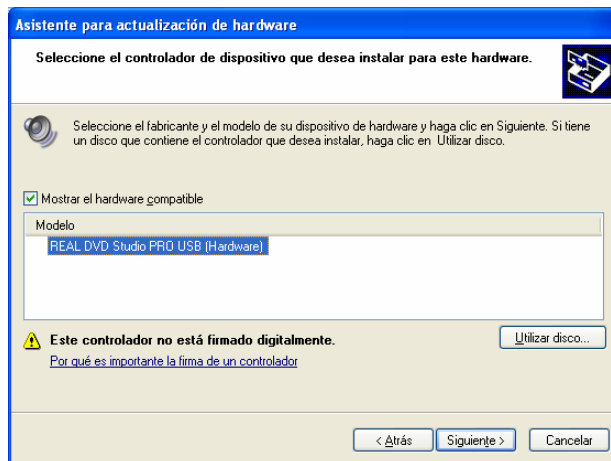 Asistente para actualización de hardware
Seleccione el controlador de dispositivo que desea instalar para este hardware.
Seleccione el fabricante y el modelo de su dispositivo de hardware y haga clic en Siguiente. Si tiene
un disco que contiene el controlador que desea instalar, haga clic en Utilizar disco.
Mostrar el hardware compatible
Modelo
REAL DVD Studio PRO USB (Hardware)
Este controlador no está firmado digitalmente.
Utilizar disco...
Por qué es importante la firma de un controlador
< Atrás
Siguiente >
Cancelar